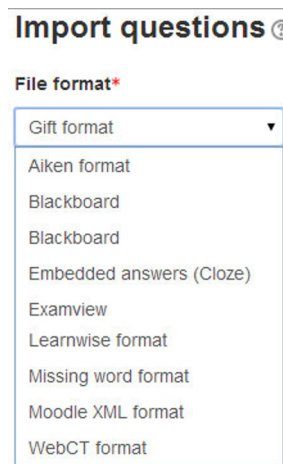 Import questions
File format*
Gift format
Aiken format
Blackboard
Blackboard
Embedded answers (Cloze)
Examview
Learnwise format
Missing word format
Moodle XML format
WebCT format